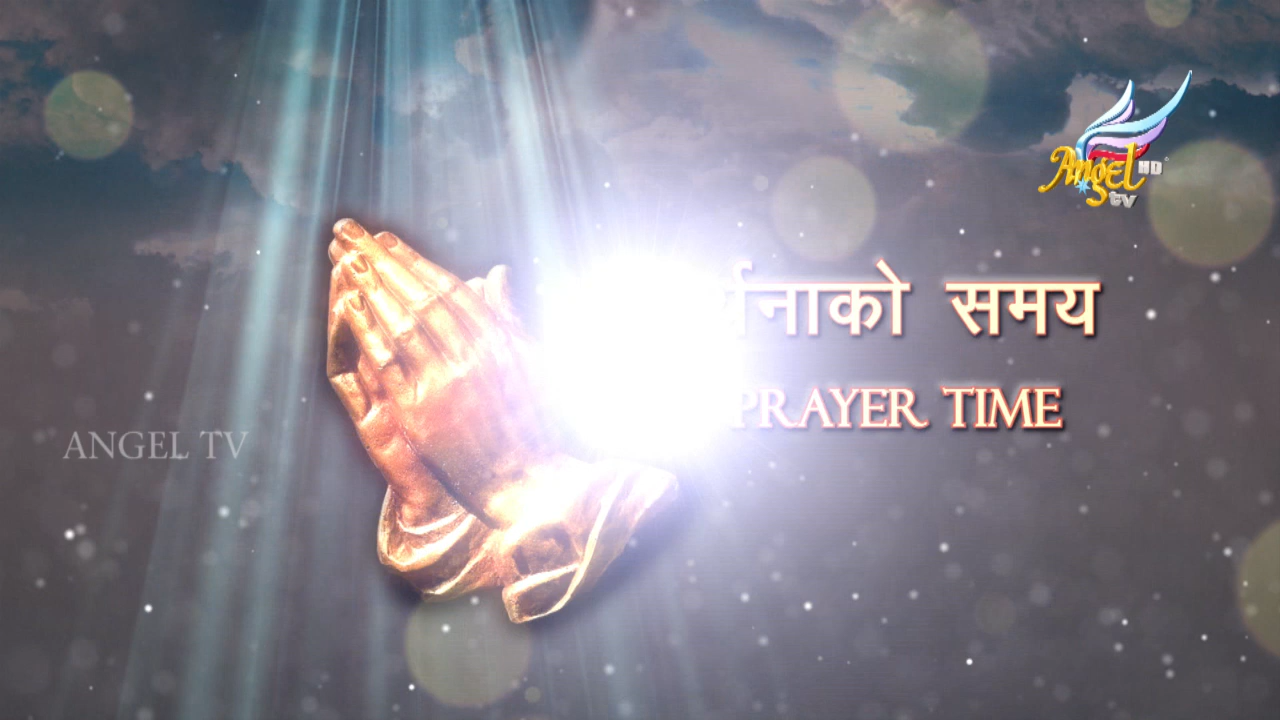 Angel HD
tv
समय
PRAYER TIME
ANGEL TV